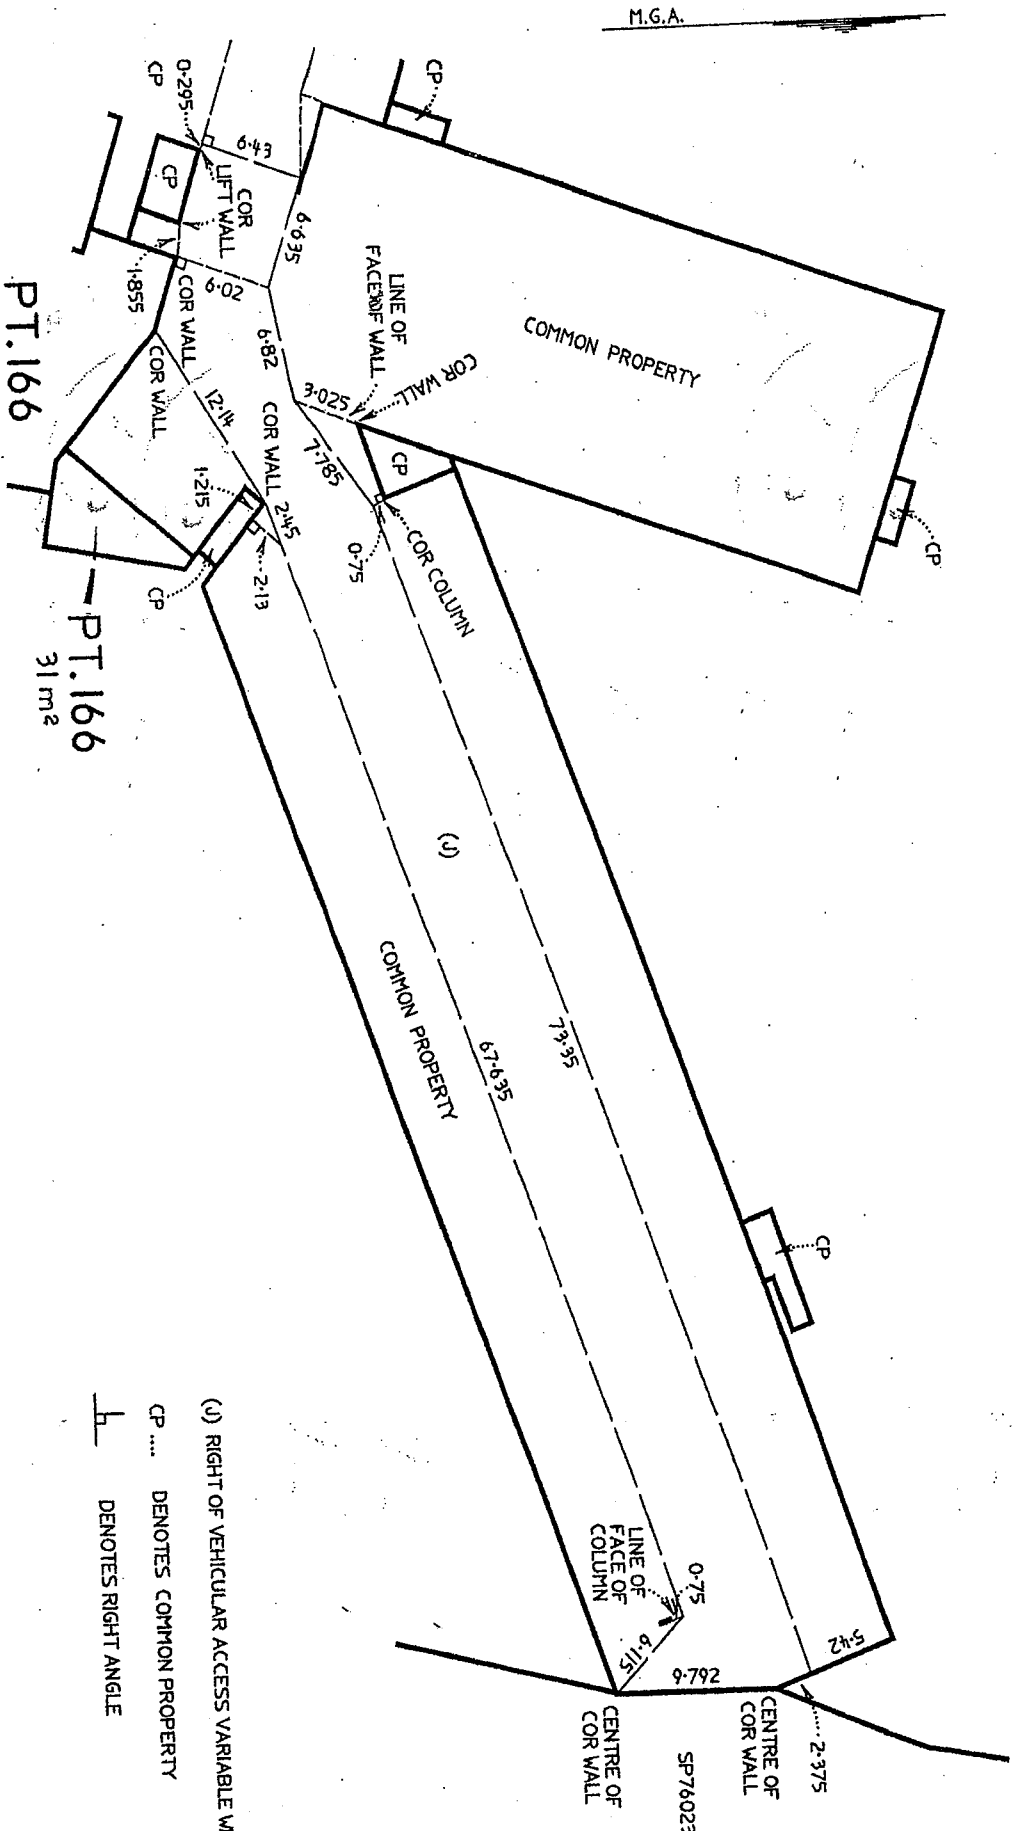 M.G.A.
CP
0·295
CP
6·43
CP
COR
LIFT WALL
6·635
1·855
6·02
COR WALL
COR WALL
LINE OF
FACE OF WALL
COR WALL
COMMON PROPERTY
6·82
3·025
12·14
COR WALL
7·785
CP
PT.166
1·215
2·45
0·75
COR COLUMN
CP
2·13
CP
PT.166
31m²
(J)
COMMON PROPERTY
67·635
73·35
CP
LINE OF
FACE OF
COLUMN
0·75
6·115
5·42
9·792
2·375
CENTRE OF
COR WALL
CENTRE OF
COR WALL
SP76023
(J) RIGHT OF VEHICULAR ACCESS VARIABLE
CP .... DENOTES COMMON PROPERTY
DENOTES RIGHT ANGLE